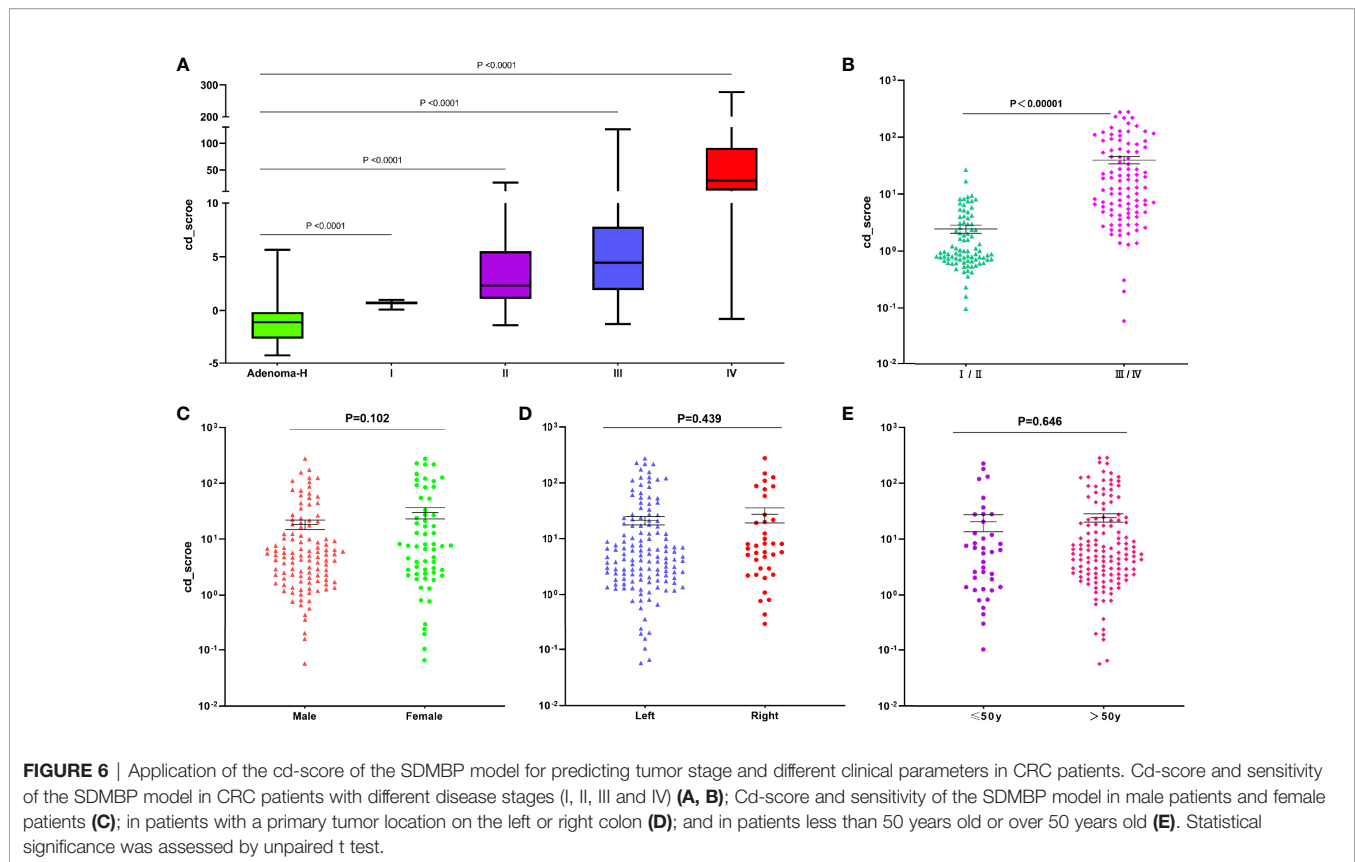 A
P <0.0001
P <0.0001
P <0.0001
P <0.0001
300
200
100
50
10
5
0
-5
cd_scroe
Adenoma-H I II III IV
B
P < 0.00001
10³
10²
10¹
10⁰
10⁻¹
10⁻²
cd_scroe
Ⅰ / Ⅱ Ⅲ / Ⅳ
C
P=0.102
10³
10²
10¹
10⁰
10⁻¹
10⁻²
cd_scroe
Male Female
D
P=0.439
10³
10²
10¹
10⁰
10⁻¹
10⁻²
Left Right
E
P=0.646
10³
10²
10¹
10⁰
10⁻¹
10⁻²
≦50y >50y
FIGURE 6 | Application of the cd-score of the SDMBP model for predicting tumor stage and different clinical parameters in CRC patients. Cd-score and sensitivity
of the SDMBP model in CRC patients with different disease stages (I, II, III and IV) (A, B); Cd-score and sensitivity of the SDMBP model in male patients and female
patients (C); in patients with a primary tumor location on the left or right colon (D); and in patients less than 50 years old or over 50 years old (E). Statistical
significance was assessed by unpaired t test.